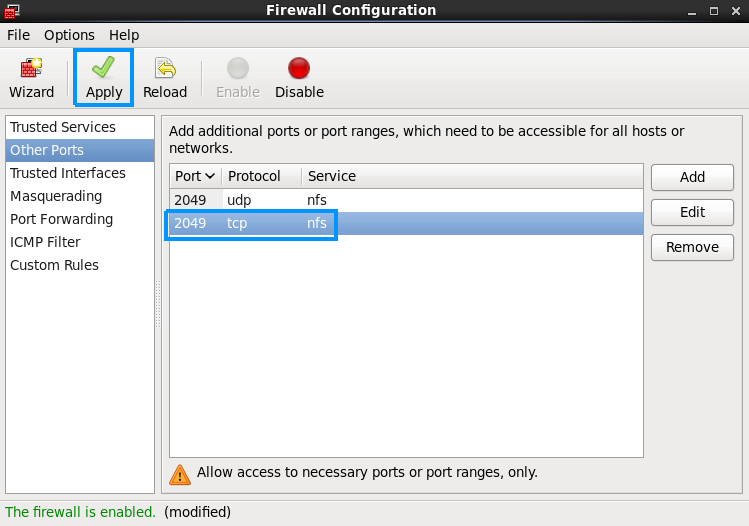 Firewall Configuration
File Options Help
Wizard Apply Reload Enable Disable
Trusted Services
Other Ports
Trusted Interfaces
Masquerading
Port Forwarding
ICMP Filter
Custom Rules
Add additional ports or port ranges, which need to be accessible for all hosts or
networks.
Port Protocol Service
2049 udp nfs
2049 tcp nfs
Add
Edit
Remove
Allow access to necessary ports or port ranges, only.
The firewall is enabled. (modified)